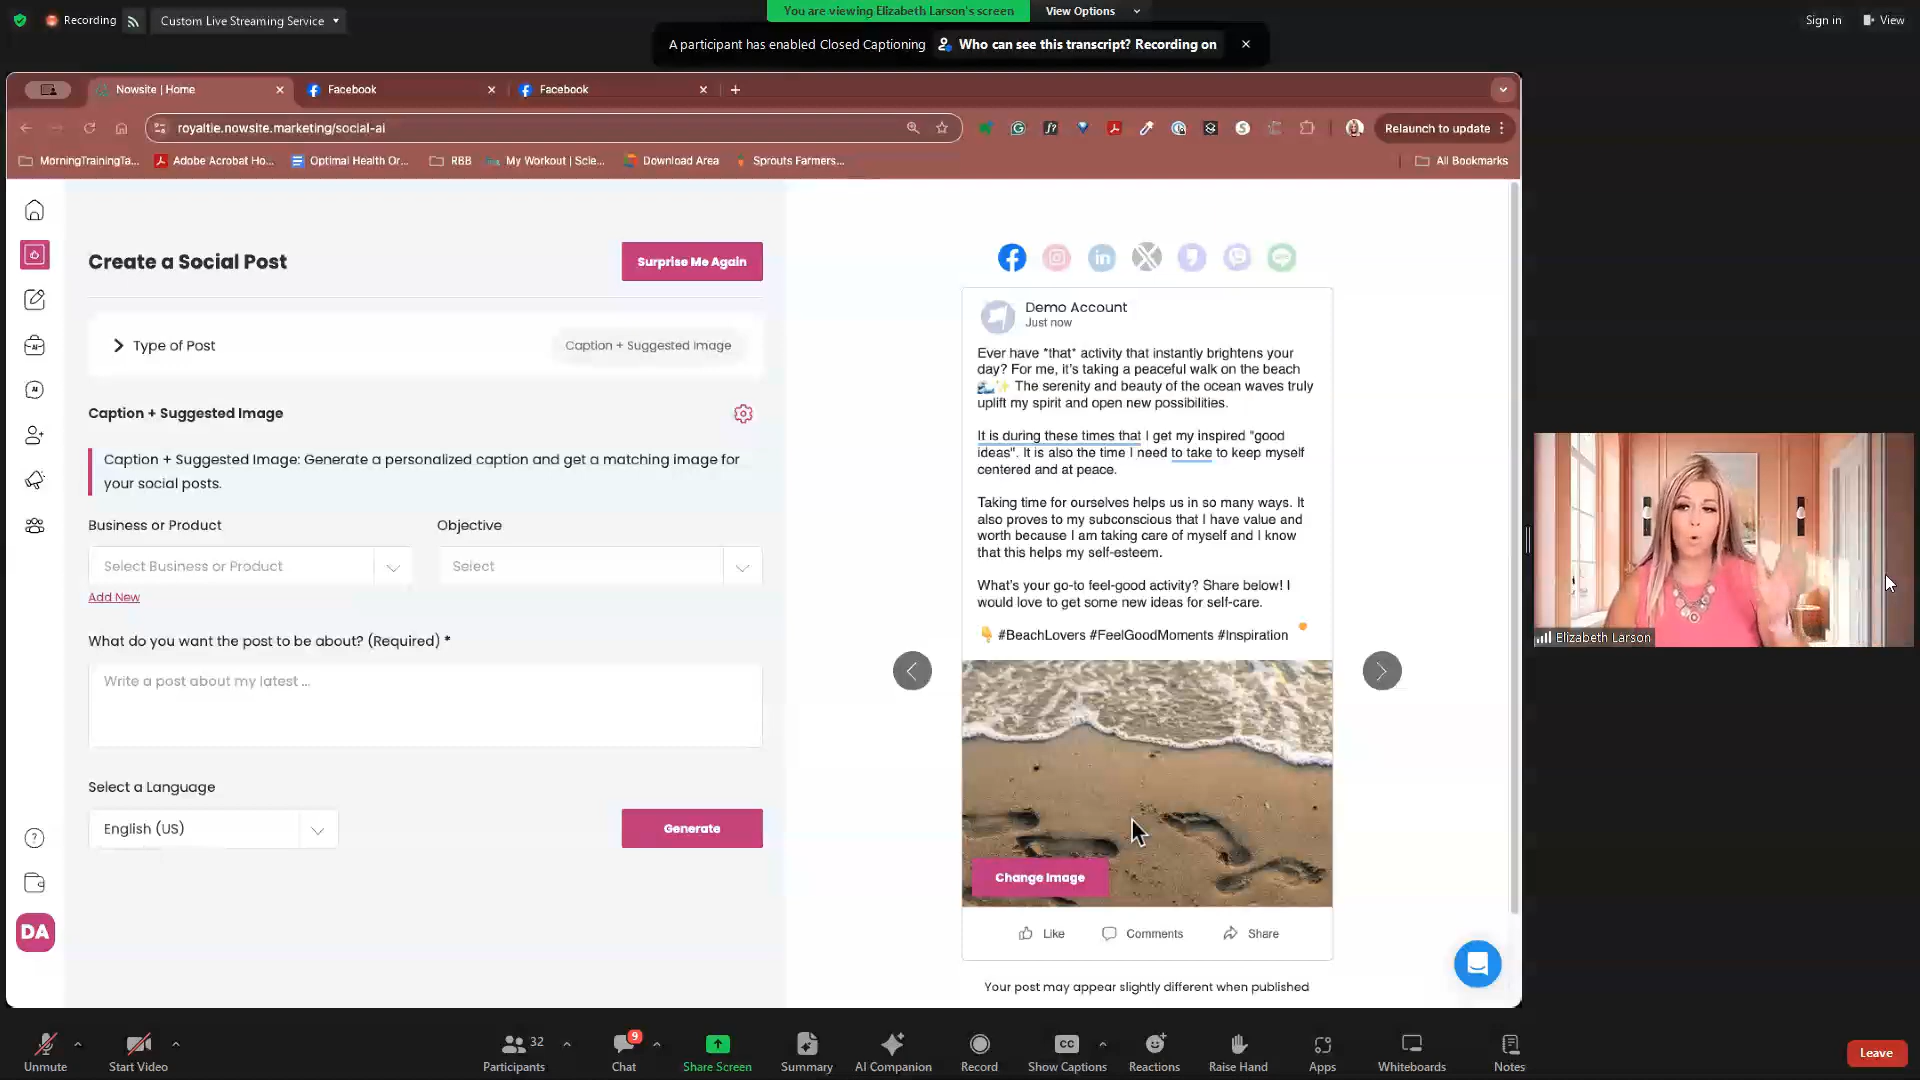 Recording
Custom Live Streaming Service
You are viewing Elizabeth Larson's screen
View Options
Sign in
View
A participant has enabled Closed Captioning
Who can see this transcript? Recording on
Nowsite | Home
Facebook
Facebook
royaltie.nowsite.marketing/social-ai
Relaunch to update
MorningTrainingTa...
Adobe Acrobat Ho...
Optimal Health Or...
RBB
My Workout | Scie...
Download Area
Sprouts Farmers...
All Bookmarks
Create a Social Post
Surprise Me Again
Type of Post
Caption + Suggested Image
Caption + Suggested Image
Caption + Suggested Image: Generate a personalized caption and get a matching image for
your social posts.
Business or Product
Objective
Select Business or Product
Select
Add New
What do you want the post to be about? (Required) *
Write a post about my latest ...
Select a Language
English (US)
Generate
AI
AI
DA
Demo Account
Just now
Ever have *that* activity that instantly brightens your
day? For me, it's taking a peaceful walk on the beach
🌊✨ The serenity and beauty of the ocean waves truly
uplift my spirit and open new possibilities.
It is during these times that I get my inspired "good
ideas". It is also the time I need to take to keep myself
centered and at peace.
Taking time for ourselves helps us in so many ways. It
also proves to my subconscious that I have value and
worth because I am taking care of myself and I know
that this helps my self-esteem.
What's your go-to feel-good activity? Share below! I
would love to get some new ideas for self-care.
👇 #BeachLovers #FeelGoodMoments #Inspiration
Change Image
Like
Comments
Share
Your post may appear slightly different when published
Elizabeth Larson
Unmute
Start Video
32
Participants
9
Chat
Share Screen
Summary
AI Companion
Record
CC
Show Captions
Reactions
Raise Hand
Apps
Whiteboards
Notes
Leave